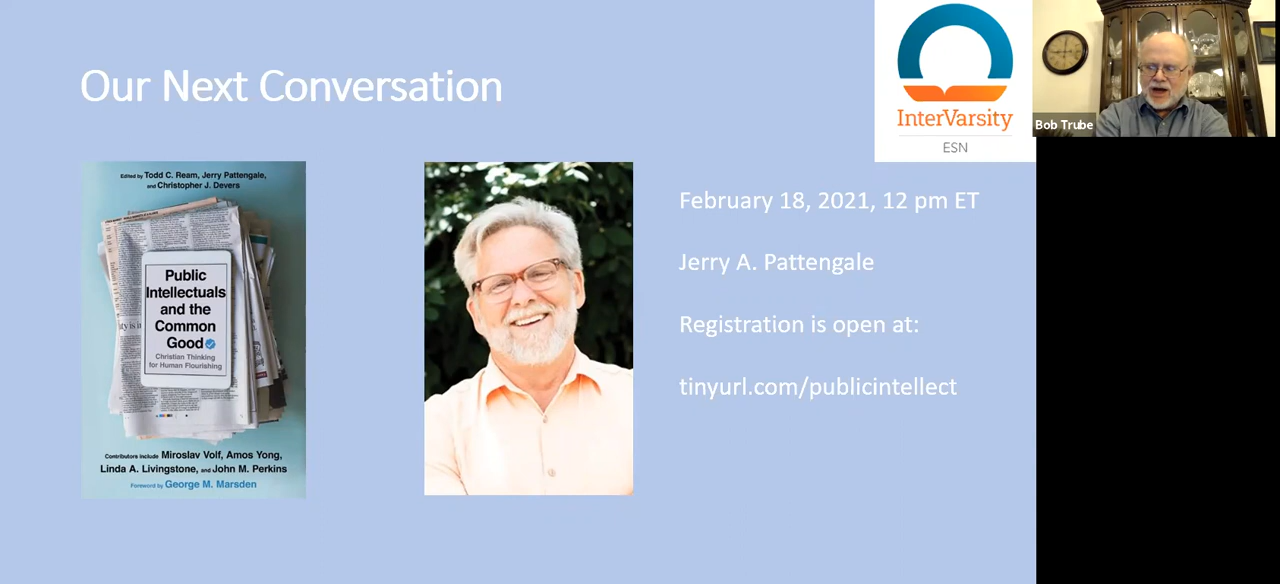 Our Next Conversation
Edited by Todd C. Ream, Jerry Pattengale,
and Christopher J. Devers
Public
Intellectuals
and the
Common
Good
Christian Thinking
for Human Flourishing
Contributors include Miroslav Volf, Amos Yong,
Linda A. Livingstone, and John M. Perkins
Foreword by George M. Marsden
February 18, 2021, 12 pm ET
Jerry A. Pattengale
Registration is open at:
tinyurl.com/publicintellect
InterVarsity
ESN
Bob Trube